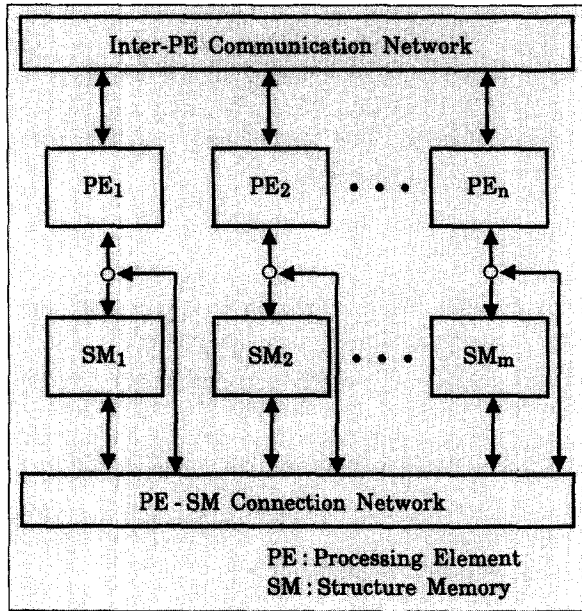 Inter-PE Communication Network
PE₁ PE₂ • • • PEₙ
SM₁ SM₂ • • • SMₘ
PE-SM Connection Network
PE : Processing Element
SM : Structure Memory